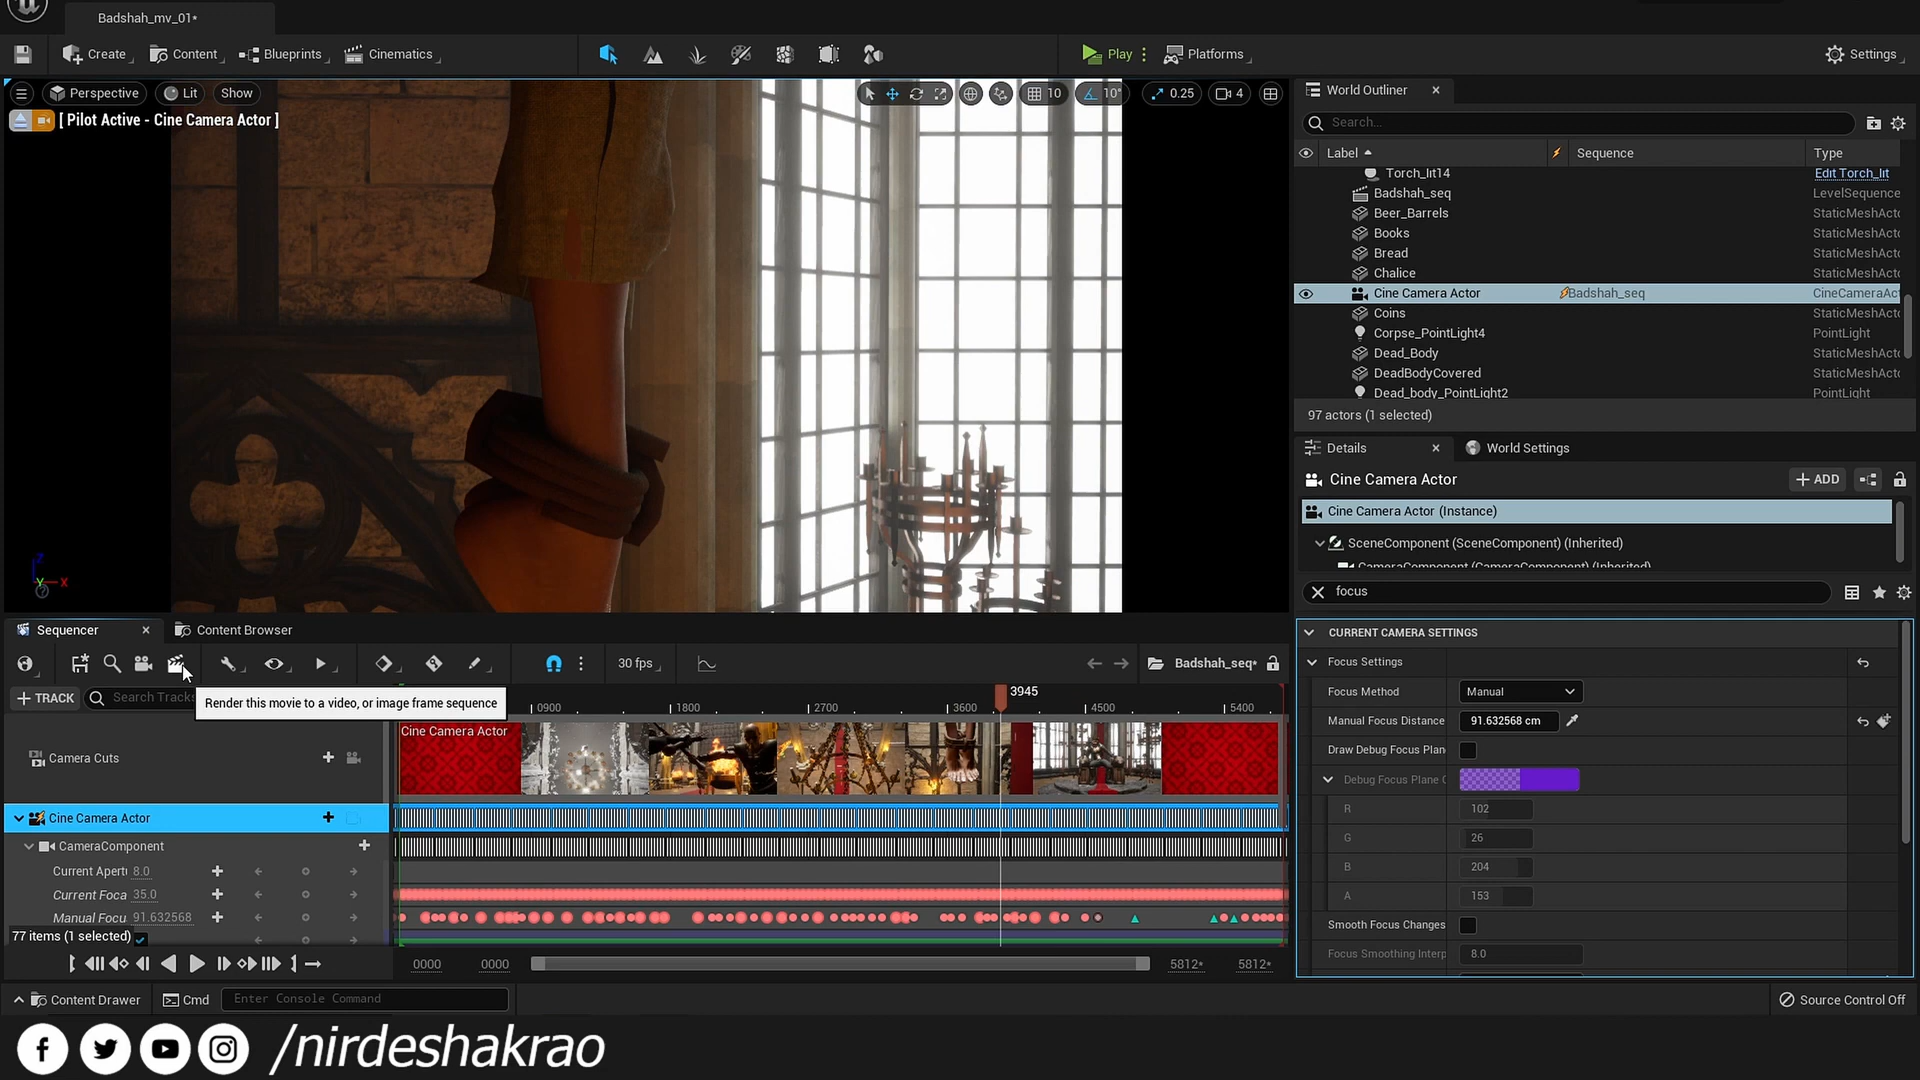 Badshah_mv_01*
Create
Content
Blueprints
Cinematics
Play
Platforms
Settings
Perspective
Lit
Show
10
10°
0.25
4
[ Pilot Active - Cine Camera Actor ]
World Outliner
Search...
Label
Sequence
Type
Torch_lit14
Edit Torch_lit
Badshah_seq
LevelSequence
Beer_Barrels
StaticMeshActo
Books
StaticMeshActo
Bread
StaticMeshActo
Chalice
StaticMeshActo
Cine Camera Actor
Badshah_seq
CineCameraAct
Coins
StaticMeshActo
Corpse_PointLight4
PointLight
Dead_Body
StaticMeshActo
DeadBodyCovered
StaticMeshActo
Dead_body_PointLight2
PointLight
97 actors (1 selected)
Details
World Settings
Cine Camera Actor
ADD
Cine Camera Actor (Instance)
SceneComponent (SceneComponent) (Inherited)
CameraComponent (CameraComponent) (Inherited)
focus
CURRENT CAMERA SETTINGS
Focus Settings
Focus Method
Manual
Manual Focus Distance
91.632568 cm
Draw Debug Focus Plan
Debug Focus Plane C
R
102
G
26
B
204
A
153
Smooth Focus Changes
Focus Smoothing Interp
8.0
Sequencer
Content Browser
30 fps
Badshah_seq*
+ TRACK
Search Tracks
Render this movie to a video, or image frame sequence
0900
1800
2700
3600
3945
4500
5400
Camera Cuts
Cine Camera Actor
Cine Camera Actor
CameraComponent
Current Apert
8.0
Current Foca
35.0
Manual Focu
91.632568
77 items (1 selected)
0000
0000
5812*
5812*
Content Drawer
Cmd
Enter Console Command
Source Control Off
/nirdeshakrao